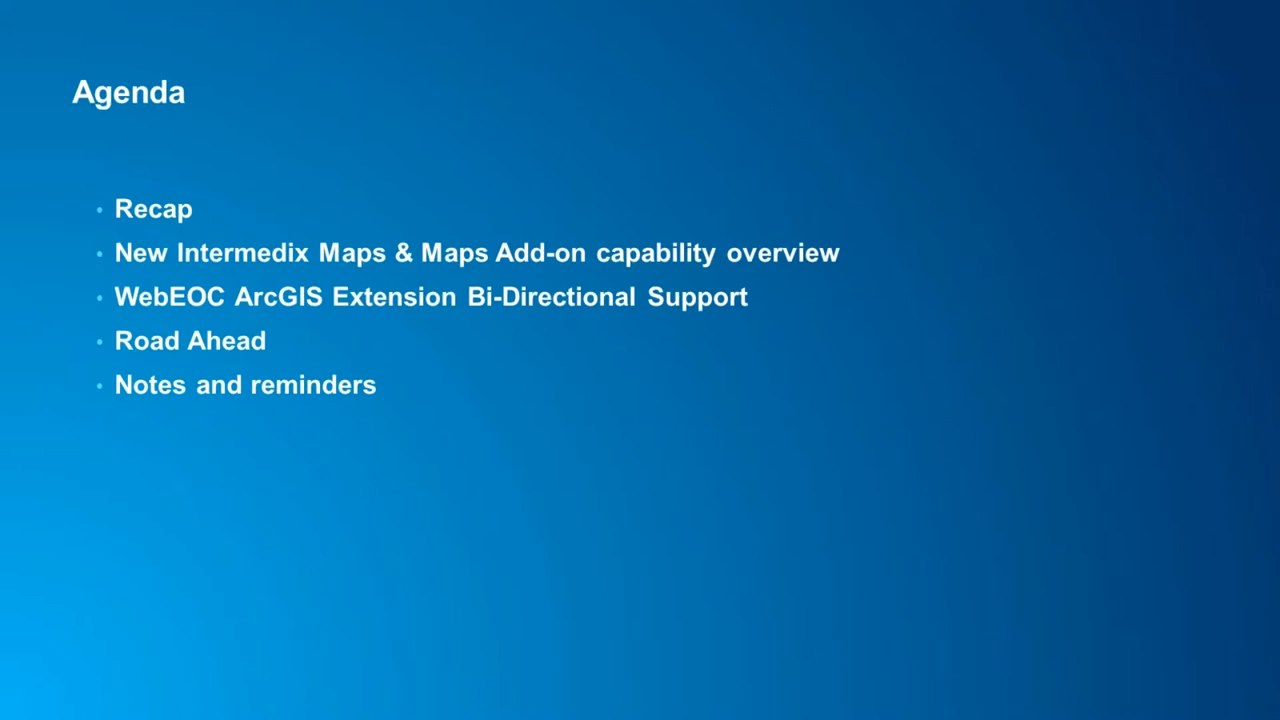 Agenda
• Recap
• New Intermedix Maps & Maps Add-on capability overview
• WebEOC ArcGIS Extension Bi-Directional Support
• Road Ahead
• Notes and reminders